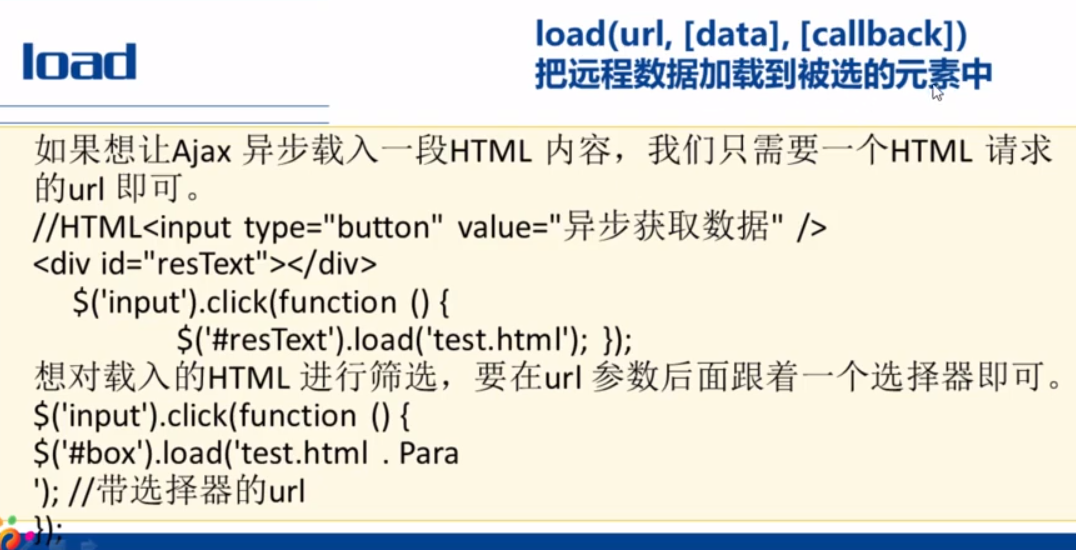 load
load(url, [data], [callback])
把远程数据加载到被选的元素中
如果想让Ajax 异步载入一段HTML 内容，我们只需要一个HTML 请求
的url 即可。
//HTML<input type="button" value="异步获取数据" />
<div id="resText"></div>
$('input').click(function () {
$('#resText').load('test.html'); });
想对载入的HTML 进行筛选，要在url 参数后面跟着一个选择器即可。
$('input').click(function () {
$('#box').load('test.html . Para
'); //带选择器的url
});